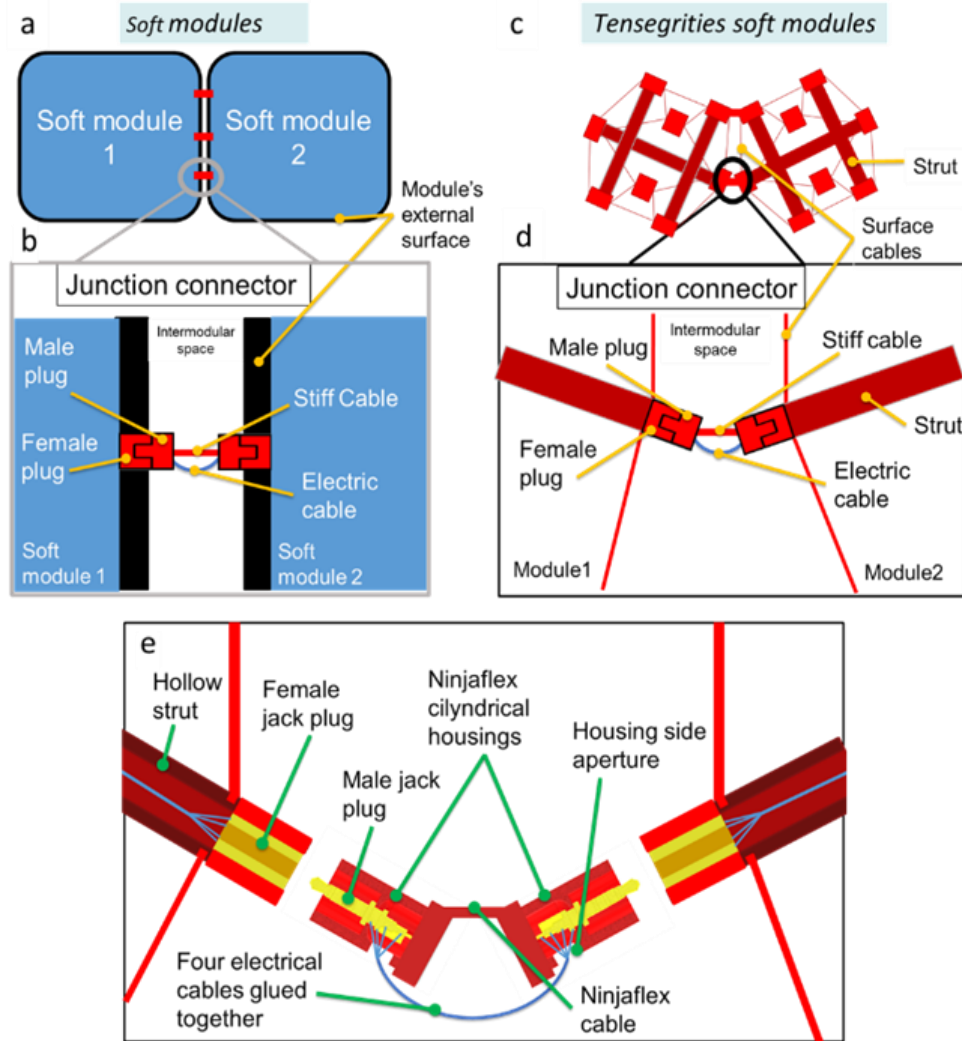 a
Soft modules
c
Tensegrities soft modules
Soft module
1
Soft module
2
Strut
Module's
external
surface
Surface
cables
b
Junction connector
Intermodular
space
Male
plug
Stiff Cable
Female
plug
Electric
cable
Soft
module 1
Soft
module 2
d
Junction connector
Intermodular
space
Male plug
Stiff cable
Strut
Female
plug
Electric
cable
Module1
Module2
e
Hollow
strut
Female
jack plug
Ninjaflex
cilyndrical
housings
Housing side
aperture
Male jack
plug
Four electrical
cables glued
together
Ninjaflex
cable